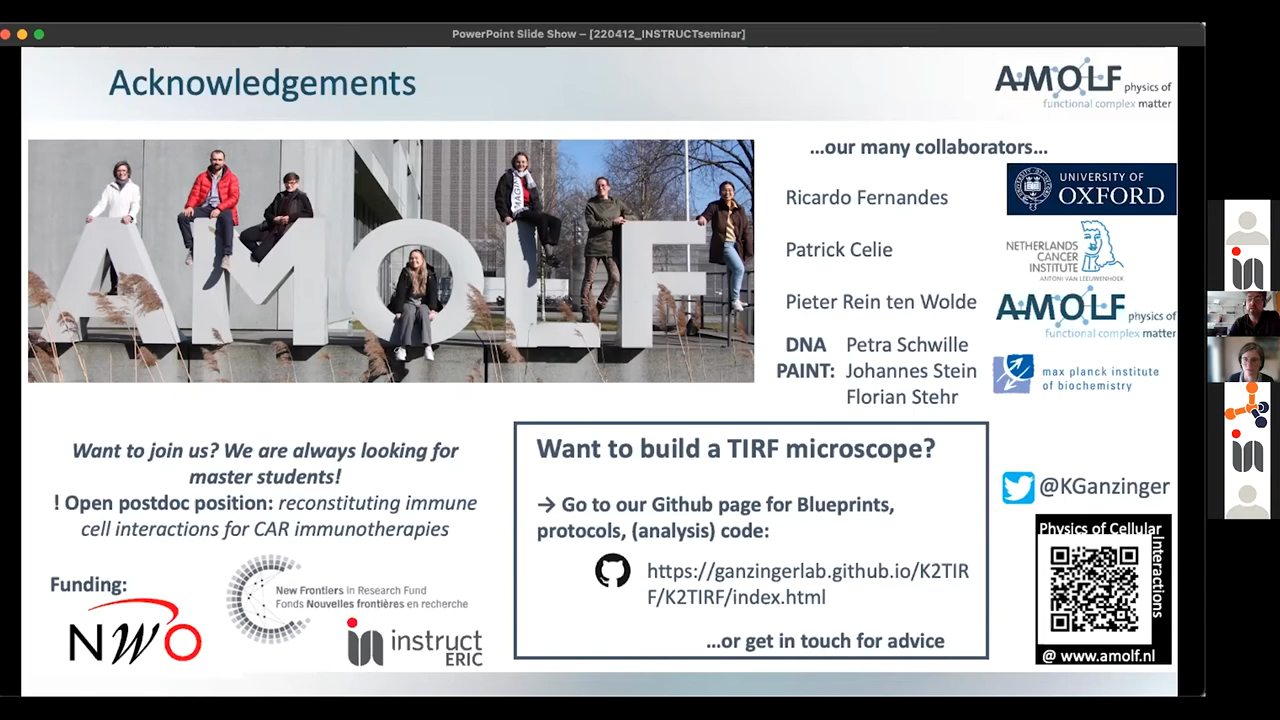 PowerPoint Slide Show – [220412_INSTRUCTseminar]
Acknowledgements
AMOLF physics of
functional complex matter
AMOLF
...our many collaborators...
Ricardo Fernandes
UNIVERSITY OF
OXFORD
Patrick Celie
NETHERLANDS
CANCER
INSTITUTE
ANTONI VAN LEEUWENHOEK
Pieter Rein ten Wolde
AMOLF physics of
functional complex matter
DNA Petra Schwille
PAINT: Johannes Stein
Florian Stehr
max planck institute
of biochemistry
Want to join us? We are always looking for
master students!
! Open postdoc position: reconstituting immune
cell interactions for CAR immunotherapies
Funding:
NWO
New Frontiers in Research Fund
Fonds Nouvelles frontières en recherche
instruct
ERIC
Want to build a TIRF microscope?
→ Go to our Github page for Blueprints,
protocols, (analysis) code:
https://ganzingerlab.github.io/K2TIR
F/K2TIRF/index.html
...or get in touch for advice
@KGanzinger
Physics of Cellular
Interactions
@ www.amolf.nl